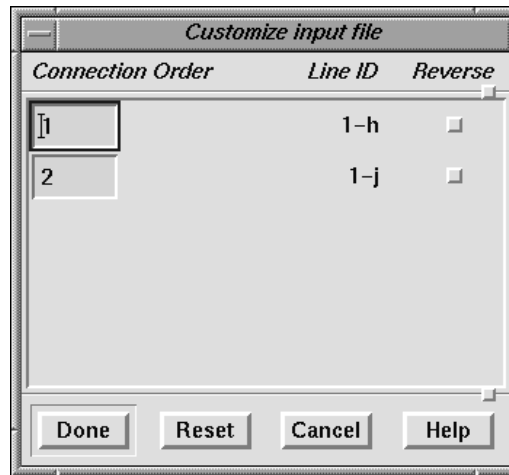 Customize input file
Connection Order Line ID Reverse
1 1-h
2 1-j
Done Reset Cancel Help